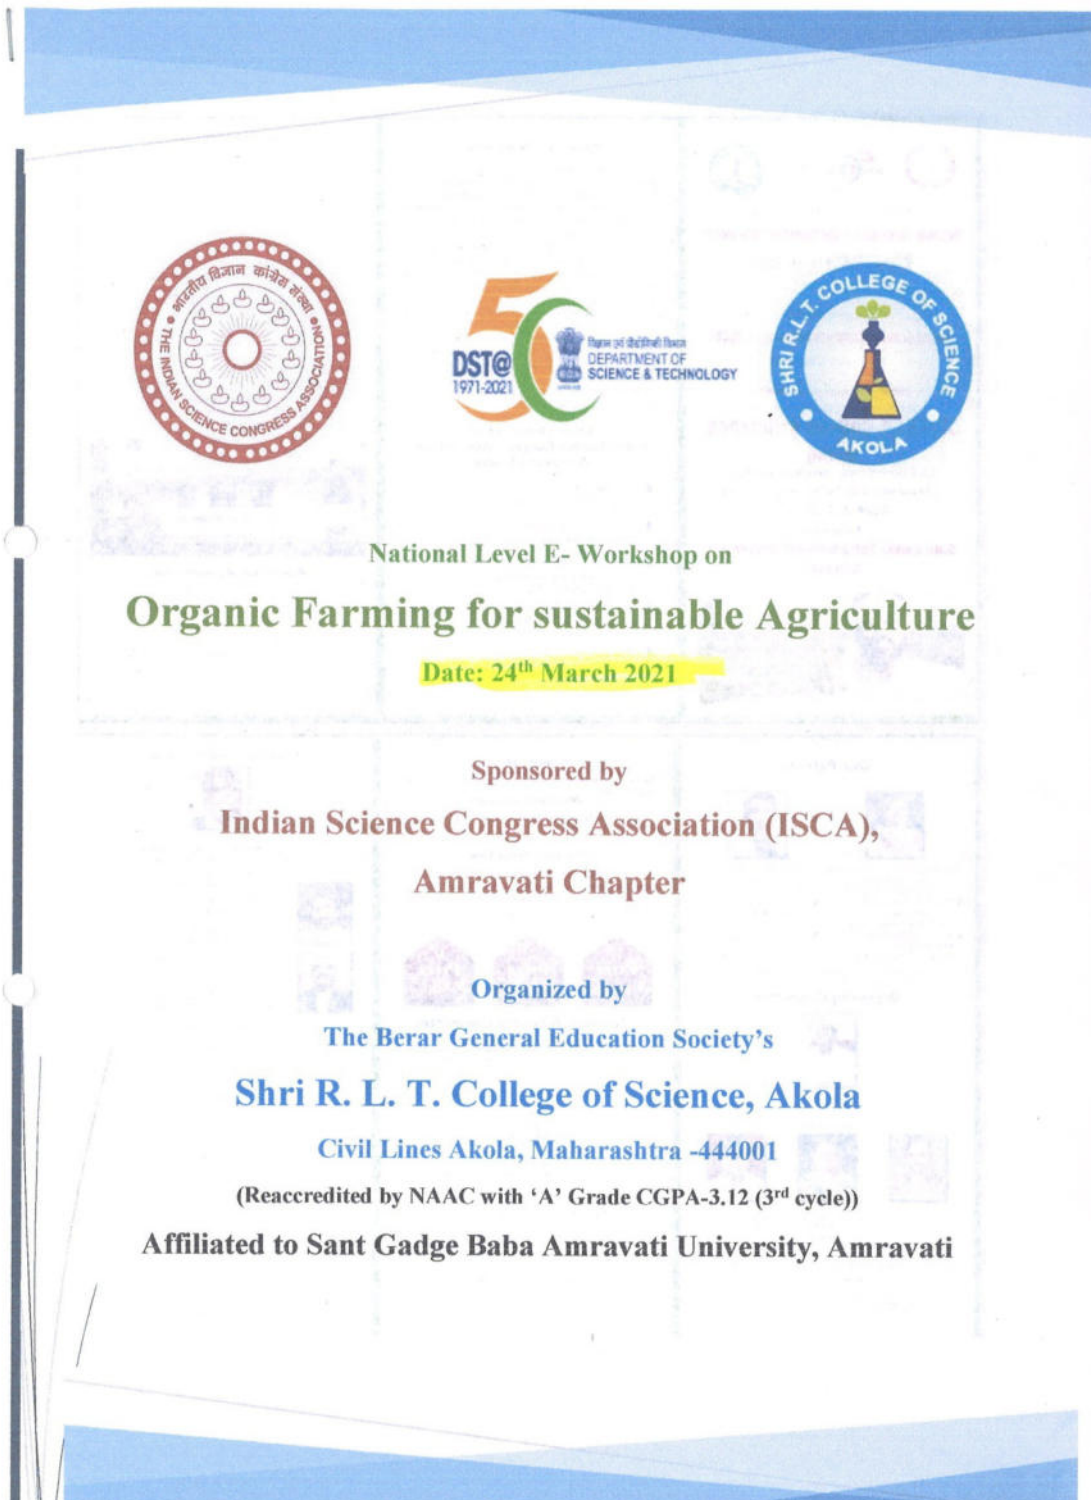 भारतीय विज्ञान कांग्रेस संस्था
THE INDIAN SCIENCE CONGRESS ASSOCIATION
50
DST@
1971-2021
विज्ञान एवं प्रौद्योगिकी विभाग
DEPARTMENT OF
SCIENCE & TECHNOLOGY
SHRI R.L.T. COLLEGE OF SCIENCE
AKOLA
National Level E- Workshop on
Organic Farming for sustainable Agriculture
Date: 24th March 2021
Sponsored by
Indian Science Congress Association (ISCA),
Amravati Chapter
Organized by
The Berar General Education Society's
Shri R. L. T. College of Science, Akola
Civil Lines Akola, Maharashtra -444001
(Reaccredited by NAAC with ‘A’ Grade CGPA-3.12 (3rd cycle))
Affiliated to Sant Gadge Baba Amravati University, Amravati